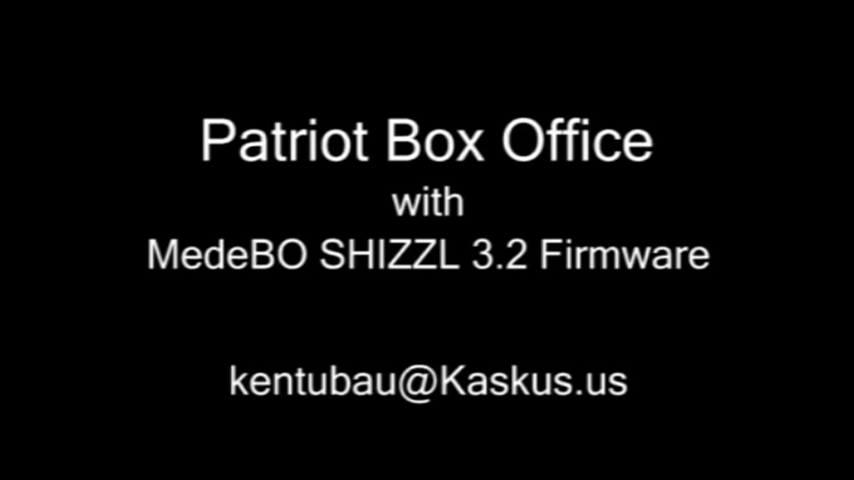 Patriot Box Office
with
MedeBO SHIZZL 3.2 Firmware
kentubau@Kaskus.us